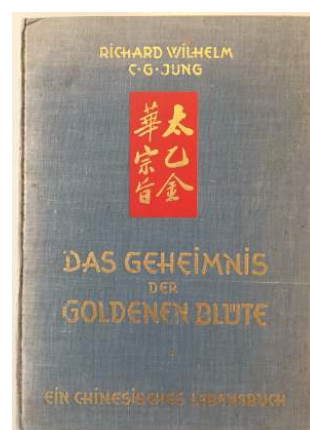 RICHARD WILHELM
C·G·JUNG
太乙金
華宗旨
DAS GEHEIMNIS
DER
GOLDENEN BLÜTE
EIN CHINESISCHES LEBENSBUCH